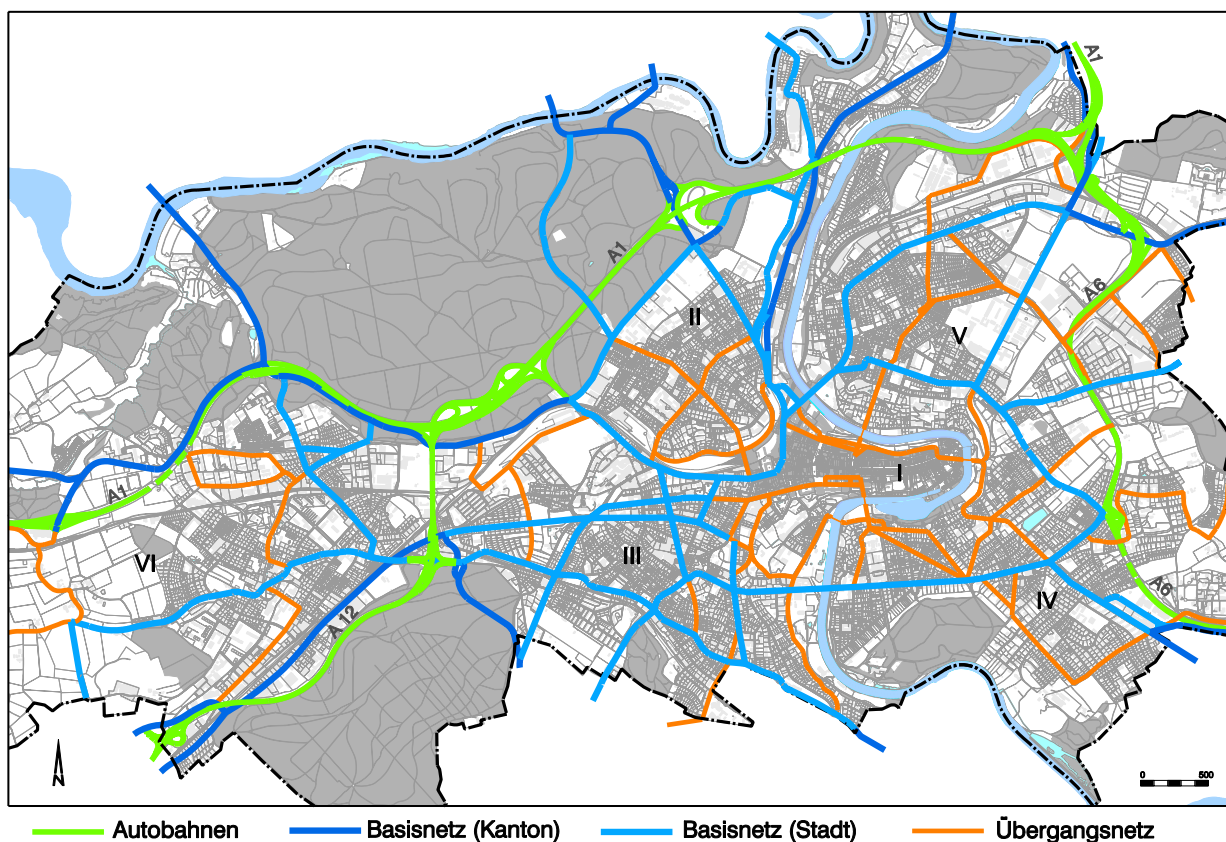 A1
A1
II
A6
V
I
A1
III
VI
IV
A6
A12
N
0 500
Autobahnen Basisnetz (Kanton) Basisnetz (Stadt) Übergangsnetz